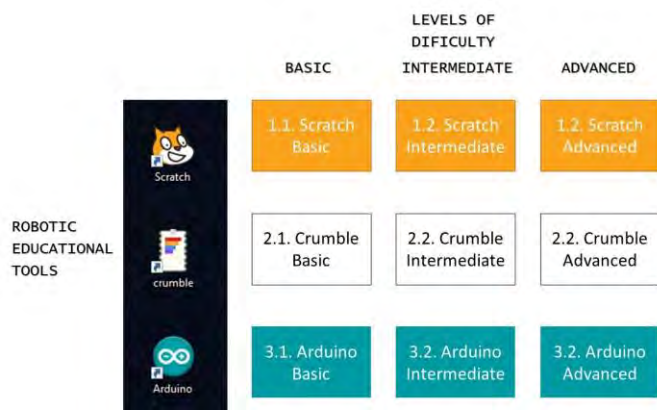 LEVELS OF
DIFICULTY
BASIC INTERMEDIATE ADVANCED
1.1. Scratch
Basic
1.2. Scratch
Intermediate
1.2. Scratch
Advanced
Scratch
ROBOTIC
EDUCATIONAL
TOOLS
2.1. Crumble
Basic
2.2. Crumble
Intermediate
2.2. Crumble
Advanced
crumble
3.1. Arduino
Basic
3.2. Arduino
Intermediate
3.2. Arduino
Advanced
Arduino